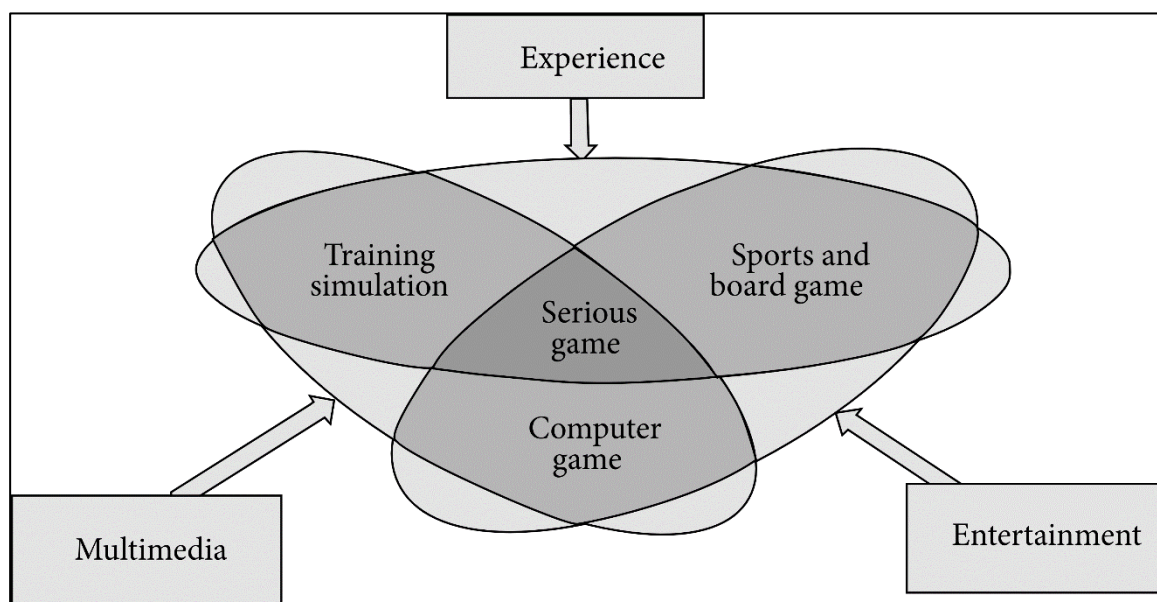 Experience
Training
simulation
Sports and
board game
Serious
game
Computer
game
Multimedia
Entertainment